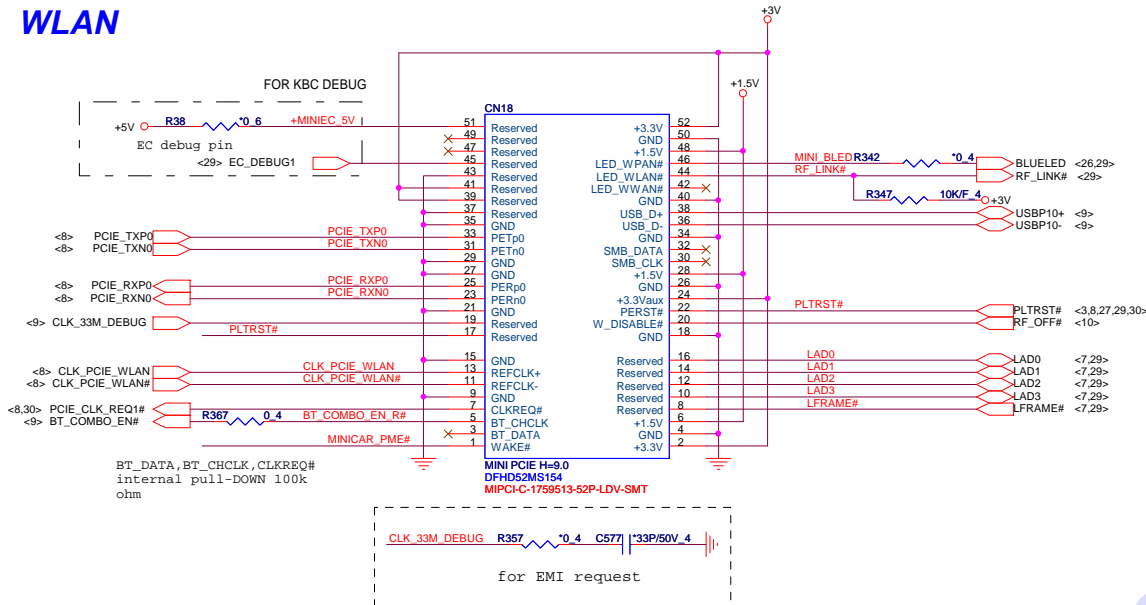 WLAN
+3V
+1.5V
FOR KBC DEBUG
+5V R38 *0_6 +MINIEC_5V
EC debug pin
<29> EC_DEBUG1
CN18
51 Reserved +3.3V 52
49 Reserved GND 50
47 Reserved +1.5V 48
45 Reserved LED_WPAN# 46 MINI_BLED R342 *0_4 BLUELED <26,29>
43 Reserved LED_WLAN# 44 RF_LINK# RF_LINK# <29>
41 Reserved LED_WWAN# 42
R347 10K/F_4 +3V
39 Reserved GND 40
37 Reserved USB_D+ 38 USBP10+ <9>
35 GND USB_D- 36 USBP10- <9>
<8> PCIE_TXP0 PCIE_TXP0 33 PETp0 GND 34
<8> PCIE_TXN0 PCIE_TXN0 31 PETn0 SMB_DATA 32
29 GND SMB_CLK 30
27 GND +1.5V 28
<8> PCIE_RXP0 PCIE_RXP0 25 PERp0 GND 26
<8> PCIE_RXN0 PCIE_RXN0 23 PERn0 +3.3Vaux 24
21 GND PERST# 22 PLTRST# PLTRST# <3,8,27,29,30>
<9> CLK_33M_DEBUG 19 Reserved W_DISABLE# 20 RF_OFF# <10>
PLTRST# 17 Reserved GND 18
15 GND Reserved 16 LAD0 LAD0 <7,29>
<8> CLK_PCIE_WLAN CLK_PCIE_WLAN 13 REFCLK+ Reserved 14 LAD1 LAD1 <7,29>
<8> CLK_PCIE_WLAN# CLK_PCIE_WLAN# 11 REFCLK- Reserved 12 LAD2 LAD2 <7,29>
9 GND Reserved 10 LAD3 LAD3 <7,29>
<8,30> PCIE_CLK_REQ1# 7 CLKREQ# Reserved 8 LFRAME# LFRAME# <7,29>
<9> BT_COMBO_EN# R367 0_4 BT_COMBO_EN_R# 5 BT_CHCLK +1.5V 6
3 BT_DATA GND 4
MINICAR_PME# 1 WAKE# +3.3V 2
MINI PCIE H=9.0
DFHD52MS154
MIPCI-C-1759513-52P-LDV-SMT
BT_DATA,BT_CHCLK,CLKREQ#
internal pull-DOWN 100k
ohm
CLK_33M_DEBUG R357 *0_4 C577 *33P/50V_4
for EMI request